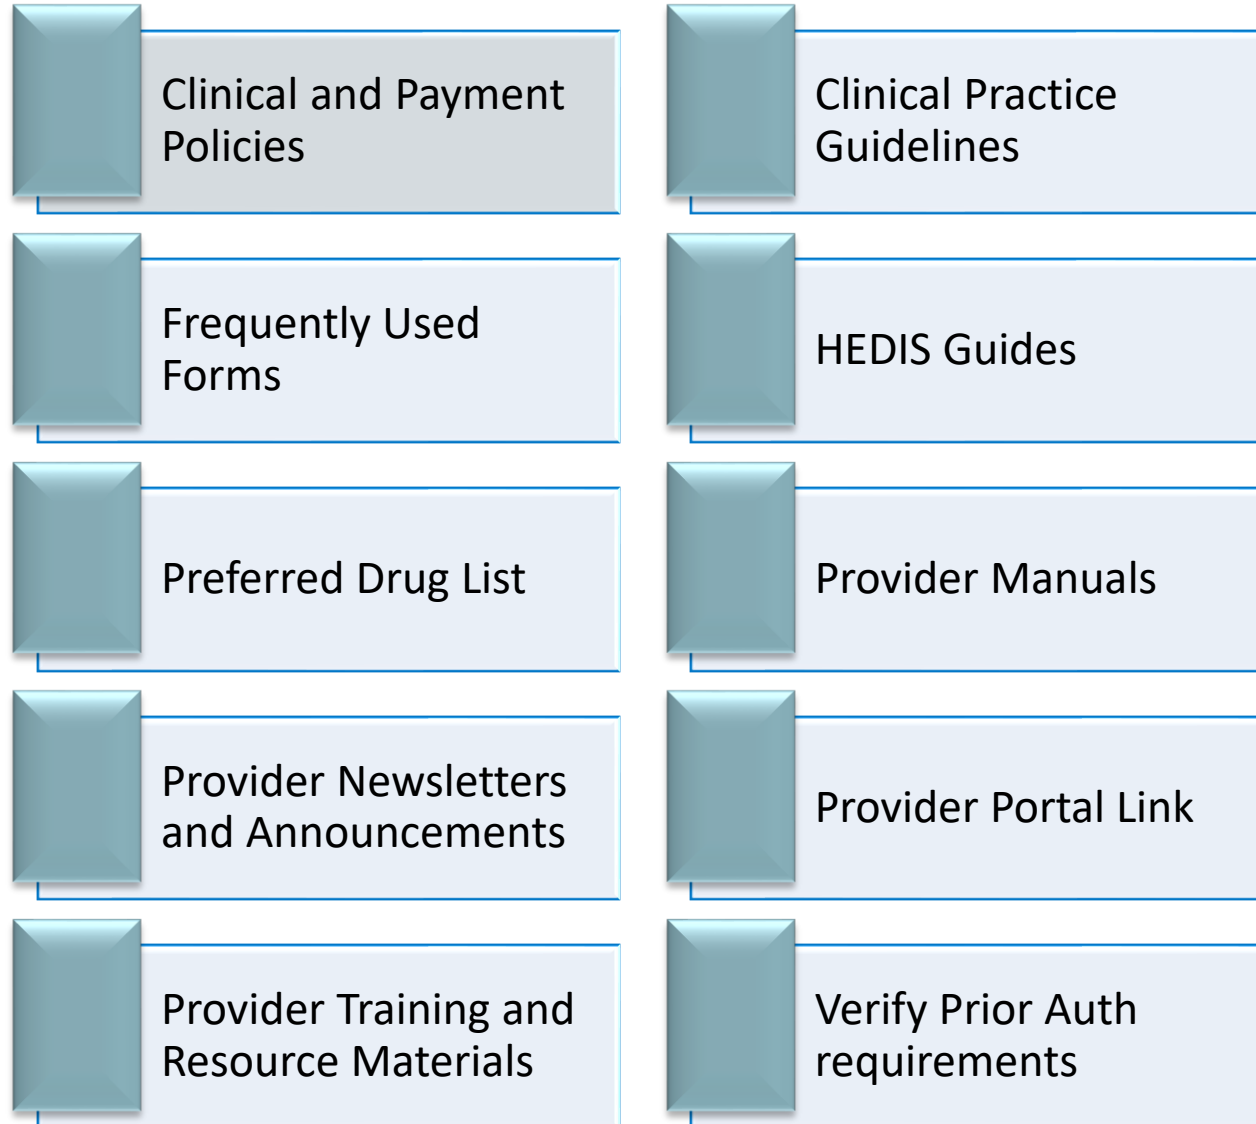 Clinical and Payment
Policies
Clinical Practice
Guidelines
Frequently Used
Forms
HEDIS Guides
Preferred Drug List
Provider Manuals
Provider Newsletters
and Announcements
Provider Portal Link
Provider Training and
Resource Materials
Verify Prior Auth
requirements